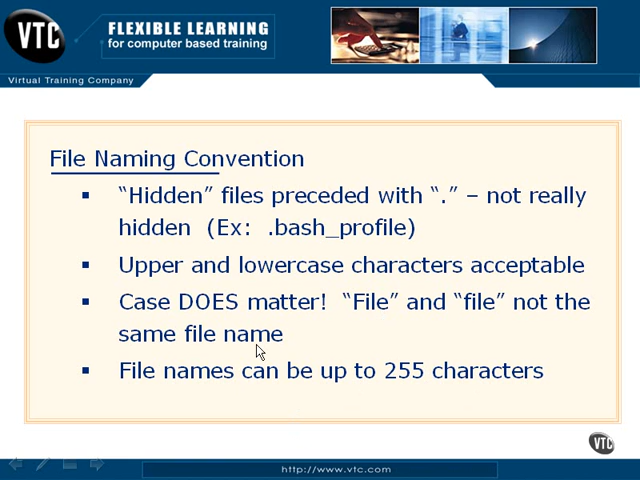 VTC
FLEXIBLE LEARNING
for computer based training
Virtual Training Company
File Naming Convention
▪ “Hidden” files preceded with “.” – not really
hidden (Ex: .bash_profile)
▪ Upper and lowercase characters acceptable
▪ Case DOES matter! “File” and “file” not the
same file name
▪ File names can be up to 255 characters
VTC
http://www.vtc.com